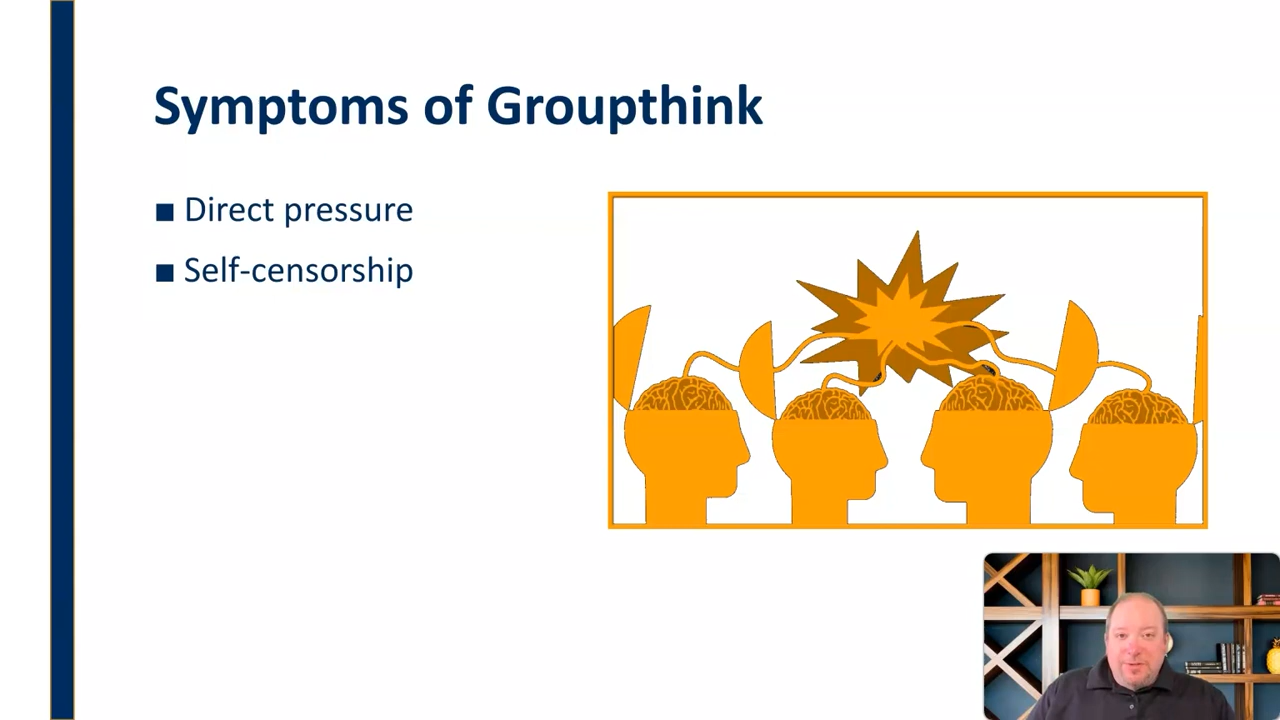 Symptoms of Groupthink
■ Direct pressure
■ Self-censorship